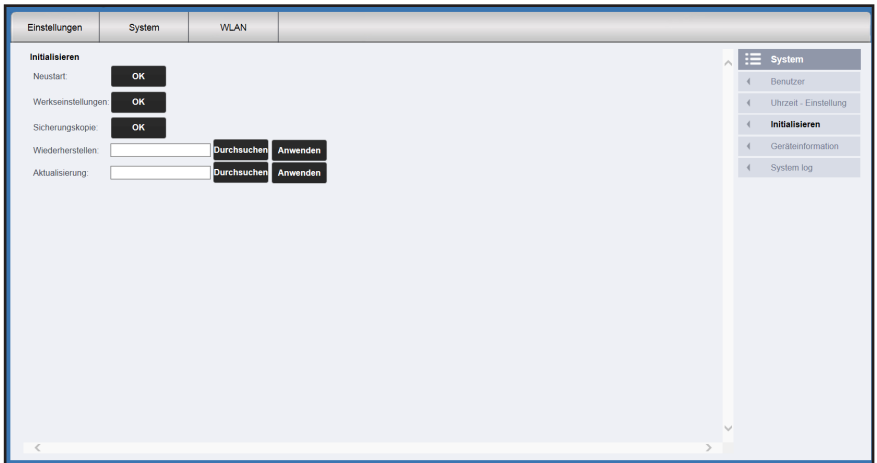 Einstellungen System WLAN
Initialisieren
Neustart: OK
Werkseinstellungen: OK
Sicherungskopie: OK
Wiederherstellen: Durchsuchen Anwenden
Aktualisierung: Durchsuchen Anwenden
System
Benutzer
Uhrzeit - Einstellung
Initialisieren
Geräteinformation
System log